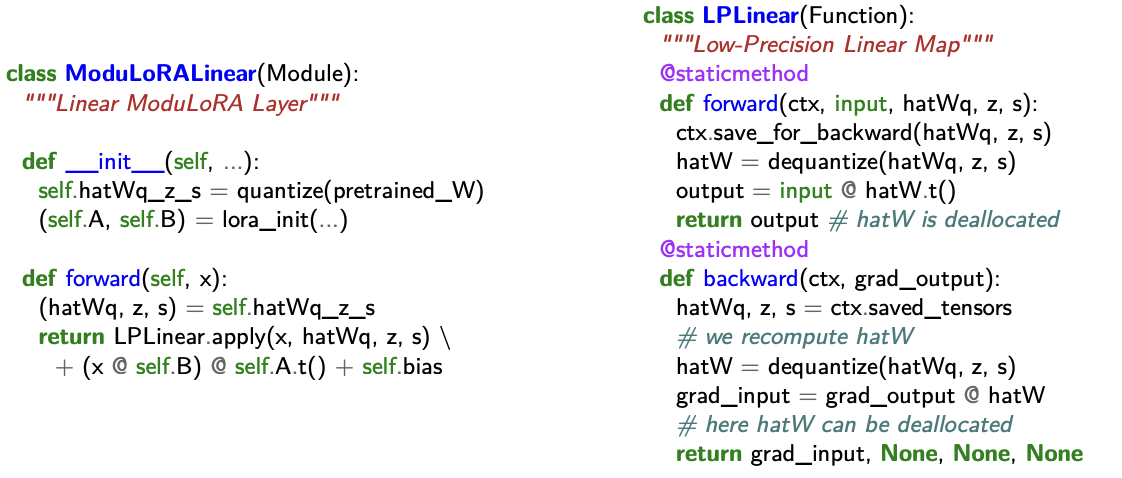 class ModuLoRALinear(Module):
"""Linear ModuLoRA Layer"""
def __init__(self, ...):
self.hatWq_z_s = quantize(pretrained_W)
(self.A, self.B) = lora_init(...)
def forward(self, x):
(hatWq, z, s) = self.hatWq_z_s
return LPLinear.apply(x, hatWq, z, s) \
+ (x @ self.B) @ self.A.t() + self.bias
class LPLinear(Function):
"""Low-Precision Linear Map"""
@staticmethod
def forward(ctx, input, hatWq, z, s):
ctx.save_for_backward(hatWq, z, s)
hatW = dequantize(hatWq, z, s)
output = input @ hatW.t()
return output # hatW is deallocated
@staticmethod
def backward(ctx, grad_output):
hatWq, z, s = ctx.saved_tensors
# we recompute hatW
hatW = dequantize(hatWq, z, s)
grad_input = grad_output @ hatW
# here hatW can be deallocated
return grad_input, None, None, None